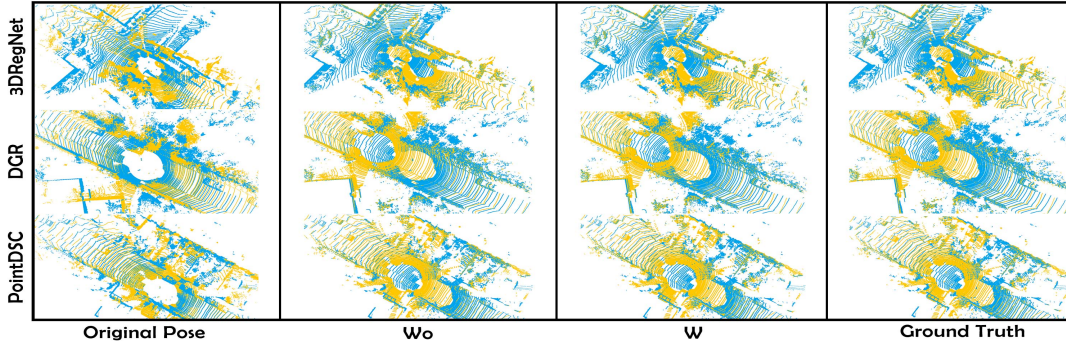 3DRegNet
DGR
PointDSC
Original Pose
Wo
W
Ground Truth